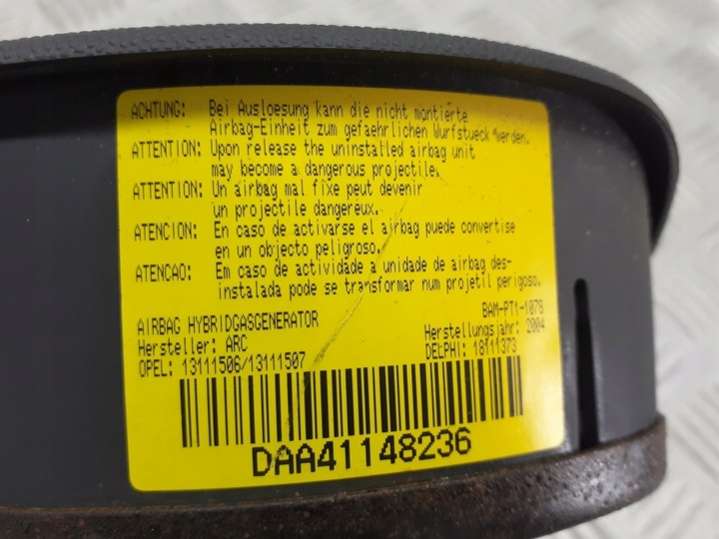 ACHTUNG: Bei Ausloesung kann die nicht montierte
Airbag-Einheit zum gefaehrlichen Wurfstueck werden.
ATTENTION: Upon release the uninstalled airbag unit
may become a dangerous projectile.
ATTENTION: Un airbag mal fixe peut devenir
un projectile dangereux.
ATENCION: En caso de activarse el airbag puede convertise
en un objecto peligroso.
ATENCAO: Em caso de actividade a unidade de airbag des-
instalada pode se transformar num projetil perigoso.
AIRBAG HYBRIDGASGENERATOR BAM-PT1-1079
Hersteller: ARC Herstellungsjahr: 2004
OPEL: 13111506/13111507 DELPHI: 18111373
DAA41148236